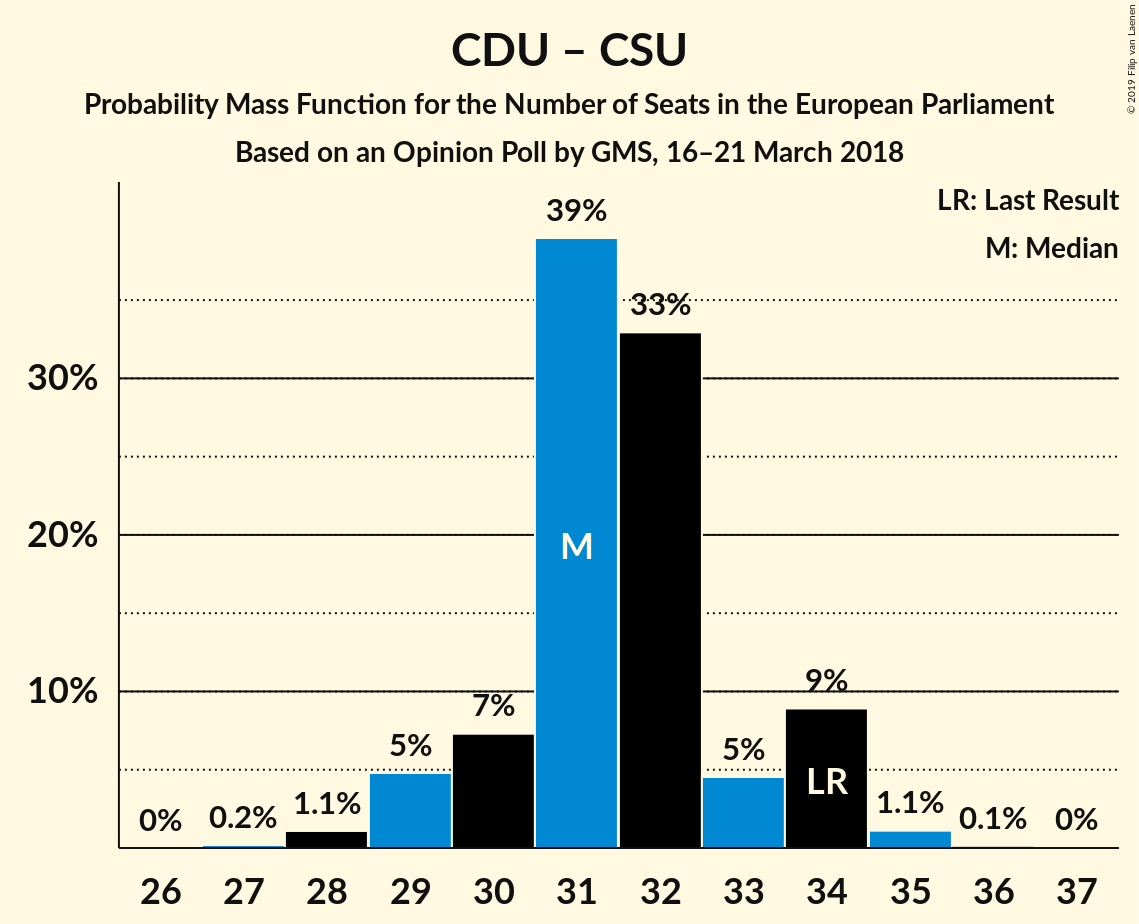 CDU – CSU
Probability Mass Function for the Number of Seats in the European Parliament
Based on an Opinion Poll by GMS, 16–21 March 2018
© 2019 Filip van Laenen
LR: Last Result
M: Median
39%
33%
30%
20%
M
10%
9%
7%
5%
5%
LR
0%
0.2%
1.1%
1.1%
0.1%
0%
26 27 28 29 30 31 32 33 34 35 36 37